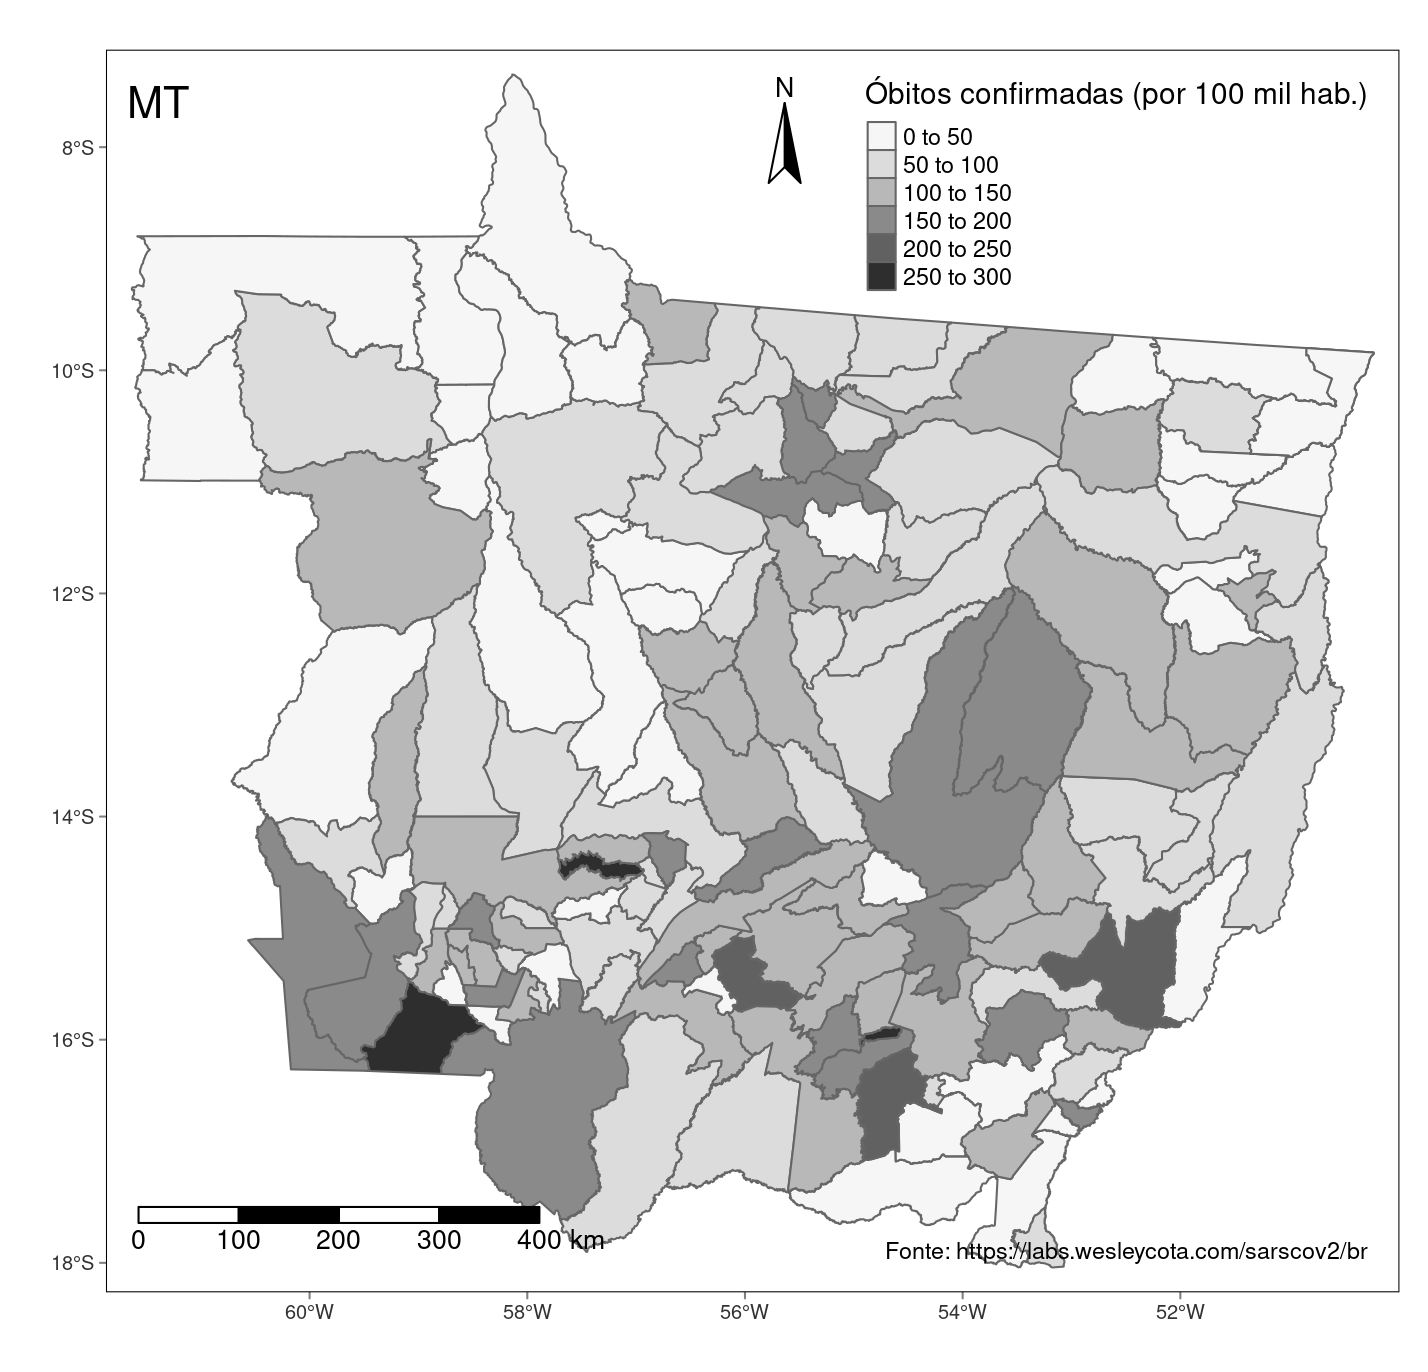 MT
N
Óbitos confirmadas (por 100 mil hab.)
0 to 50
50 to 100
100 to 150
150 to 200
200 to 250
250 to 300
8°S
10°S
12°S
14°S
16°S
18°S
0 100 200 300 400 km
Fonte: https://labs.wesleycota.com/sarscov2/br
60°W 58°W 56°W 54°W 52°W